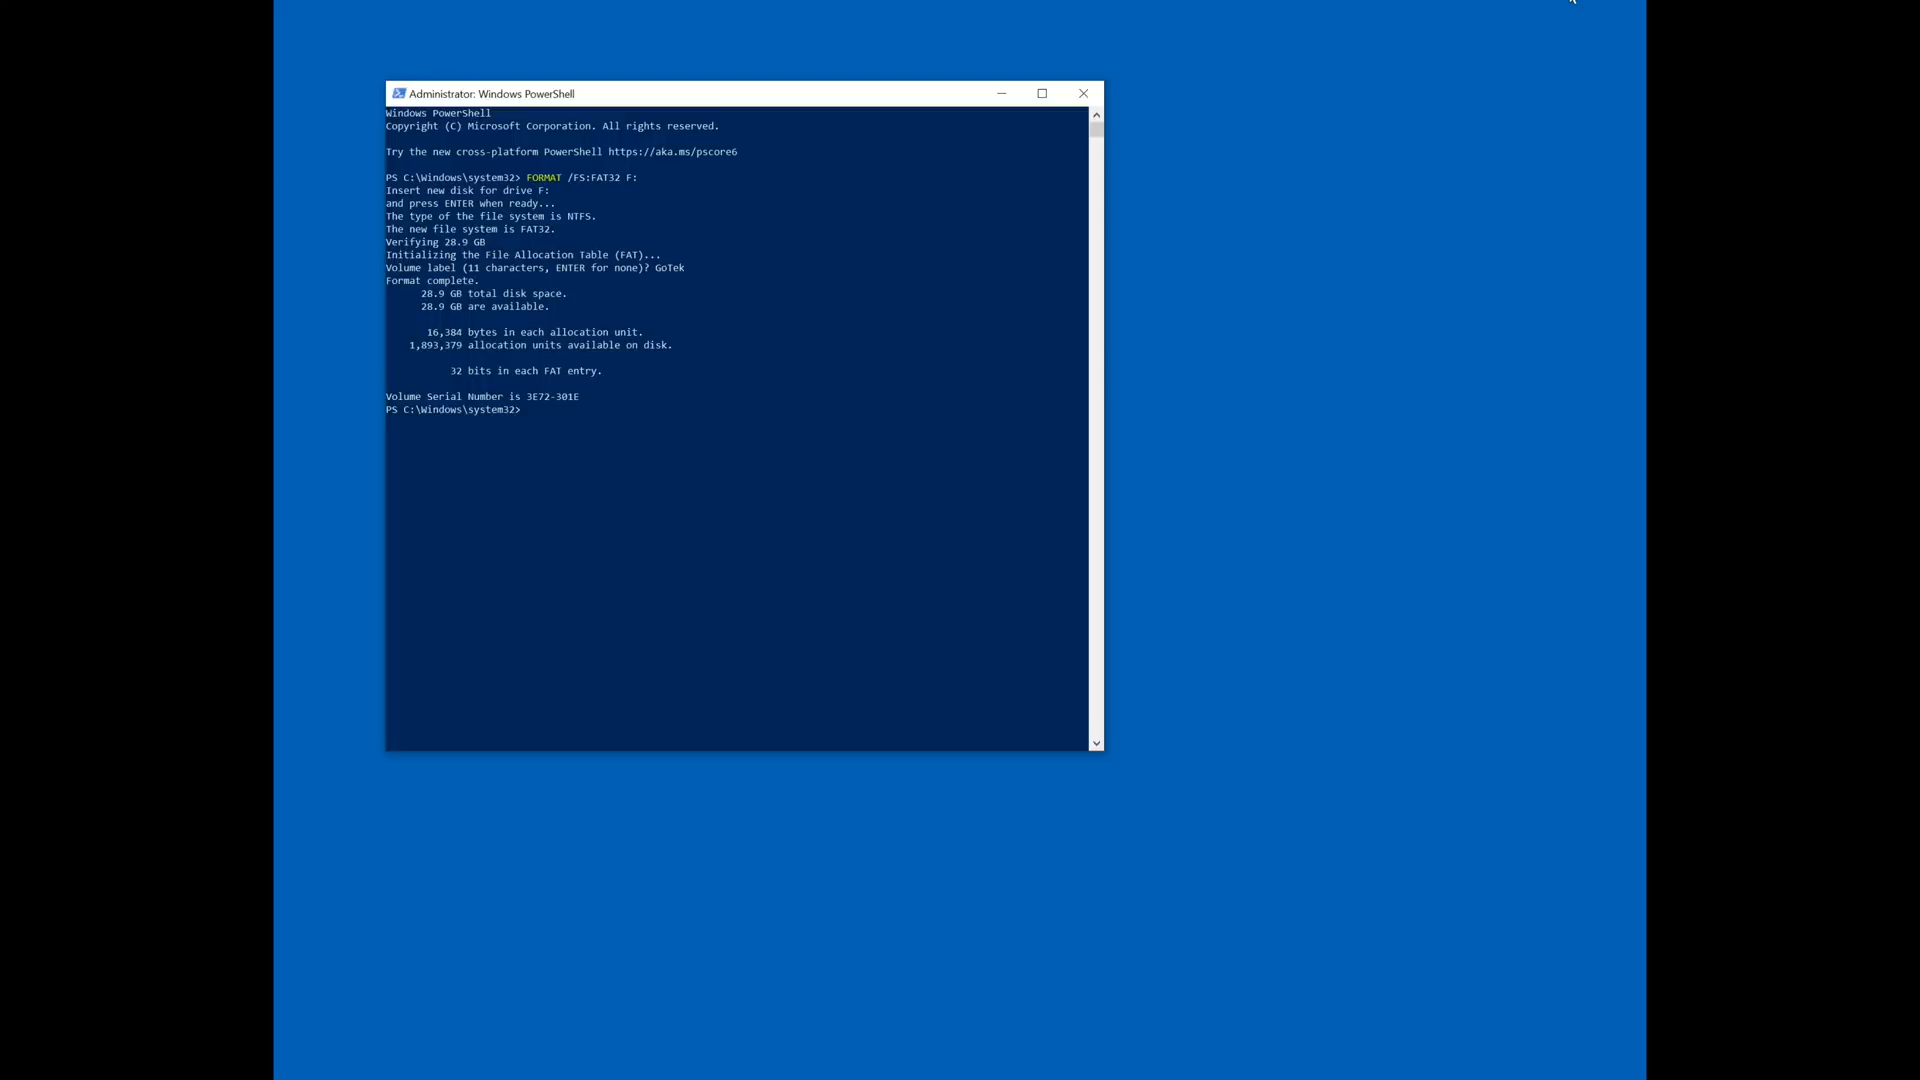 Administrator: Windows PowerShell
Windows PowerShell
Copyright (C) Microsoft Corporation. All rights reserved.
Try the new cross-platform PowerShell https://aka.ms/pscore6
PS C:\Windows\system32> FORMAT /FS:FAT32 F:
Insert new disk for drive F:
and press ENTER when ready...
The type of the file system is NTFS.
The new file system is FAT32.
Verifying 28.9 GB
Initializing the File Allocation Table (FAT)...
Volume label (11 characters, ENTER for none)? GoTek
Format complete.
28.9 GB total disk space.
28.9 GB are available.
16,384 bytes in each allocation unit.
1,893,379 allocation units available on disk.
32 bits in each FAT entry.
Volume Serial Number is 3E72-301E
PS C:\Windows\system32>